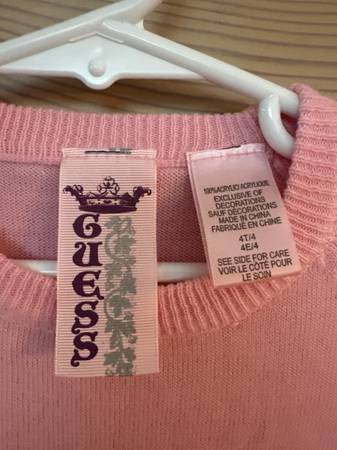 GUESS
100%ACRYLIC/ACRYLIQUE
EXCLUSIVE OF
DECORATIONS
SAUF DÉCORATIONS
MADE IN CHINA
FABRIQUÉ EN CHINE
4T/4
4E/4
SEE SIDE FOR CARE
VOIR LE CÔTÉ POUR
LE SOIN